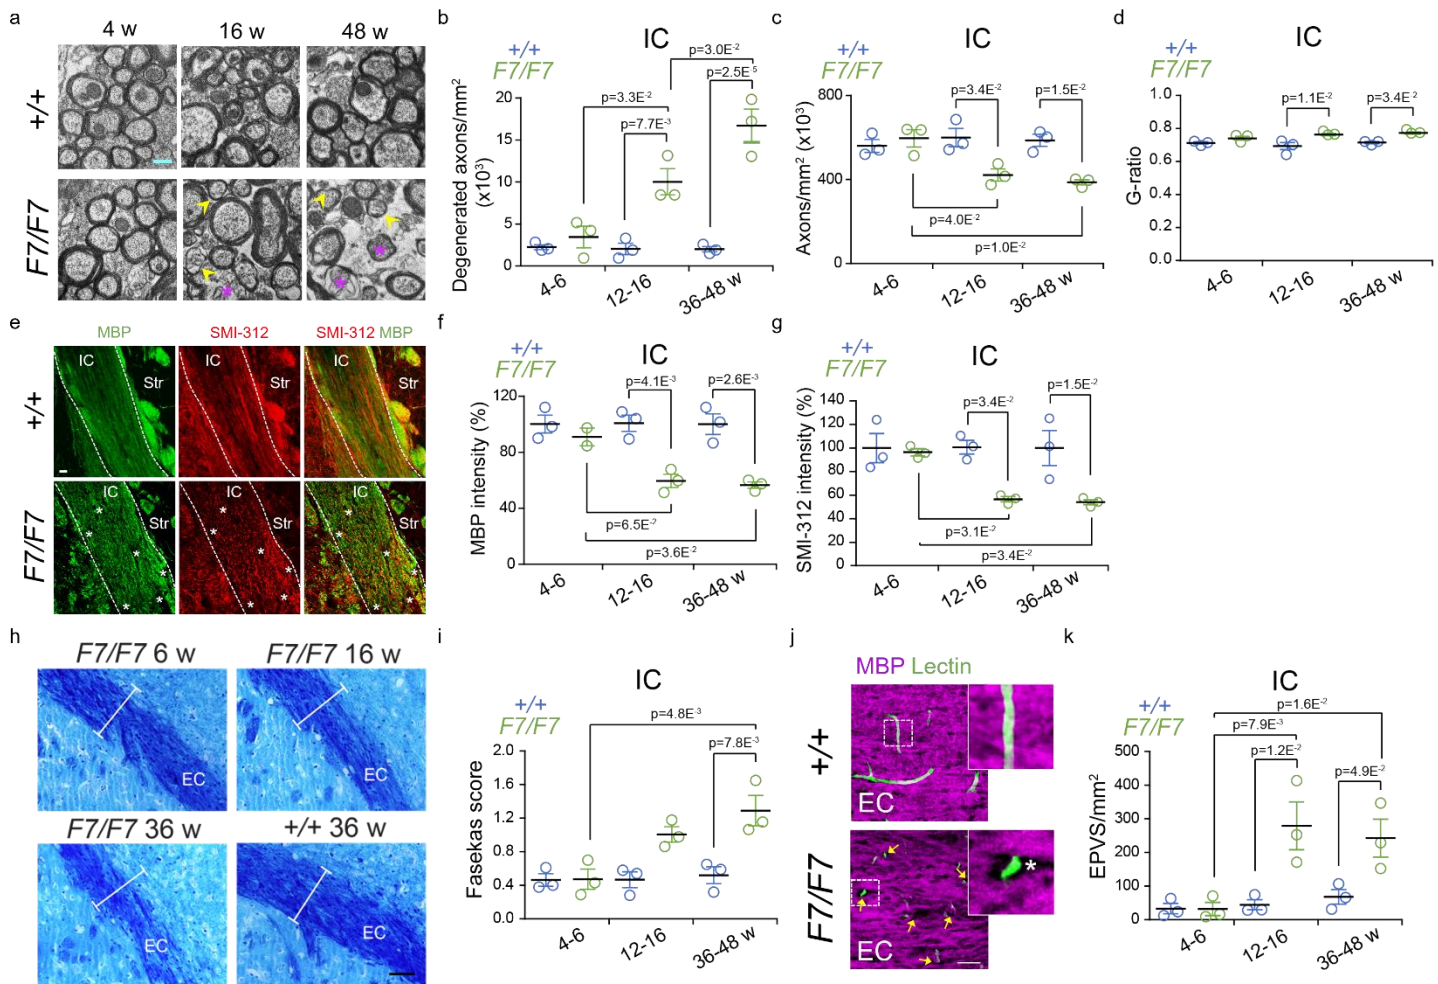 a
4 w
16 w
48 w
+/+
F7/F7
*
*
*
b
IC
+/+
F7/F7
p=3.0E-2
p=2.5E-5
p=3.3E-2
p=7.7E-3
Degenerated axons/mm2
(x103)
20
15
10
5
0
4-6
12-16
36-48 w
c
IC
+/+
F7/F7
p=3.4E-2
p=1.5E-2
Axons/mm2 (x103)
800
400
0
p=4.0E-2
p=1.0E-2
4-6
12-16
36-48 w
d
IC
+/+
F7/F7
p=1.1E-2
p=3.4E-2
G-ratio
1.0
0.8
0.6
0.4
0.2
0.0
4-6
12-16
36-48 w
e
MBP
SMI-312
SMI-312 MBP
+/+
IC
Str
IC
Str
IC
Str
F7/F7
IC
Str
IC
Str
IC
Str
f
IC
+/+
F7/F7
p=4.1E-3
p=2.6E-3
MBP intensity (%)
120
80
40
0
p=6.5E-2
p=3.6E-2
4-6
12-16
36-48 w
g
IC
+/+
F7/F7
p=3.4E-2
p=1.5E-2
SMI-312 intensity (%)
140
120
100
80
60
40
20
0
p=3.1E-2
p=3.4E-2
4-6
12-16
36-48 w
h
F7/F7 6 w
F7/F7 16 w
EC
EC
F7/F7 36 w
+/+ 36 w
EC
EC
i
IC
+/+
F7/F7
p=4.8E-3
p=7.8E-3
Fasekas score
2.0
1.6
1.2
0.8
0.4
0.0
4-6
12-16
36-48 w
j
MBP Lectin
+/+
EC
F7/F7
*
EC
k
IC
+/+
F7/F7
p=1.6E-2
p=7.9E-3
p=1.2E-2
p=4.9E-2
EPVS/mm2
500
400
300
200
100
0
4-6
12-16
36-48 w